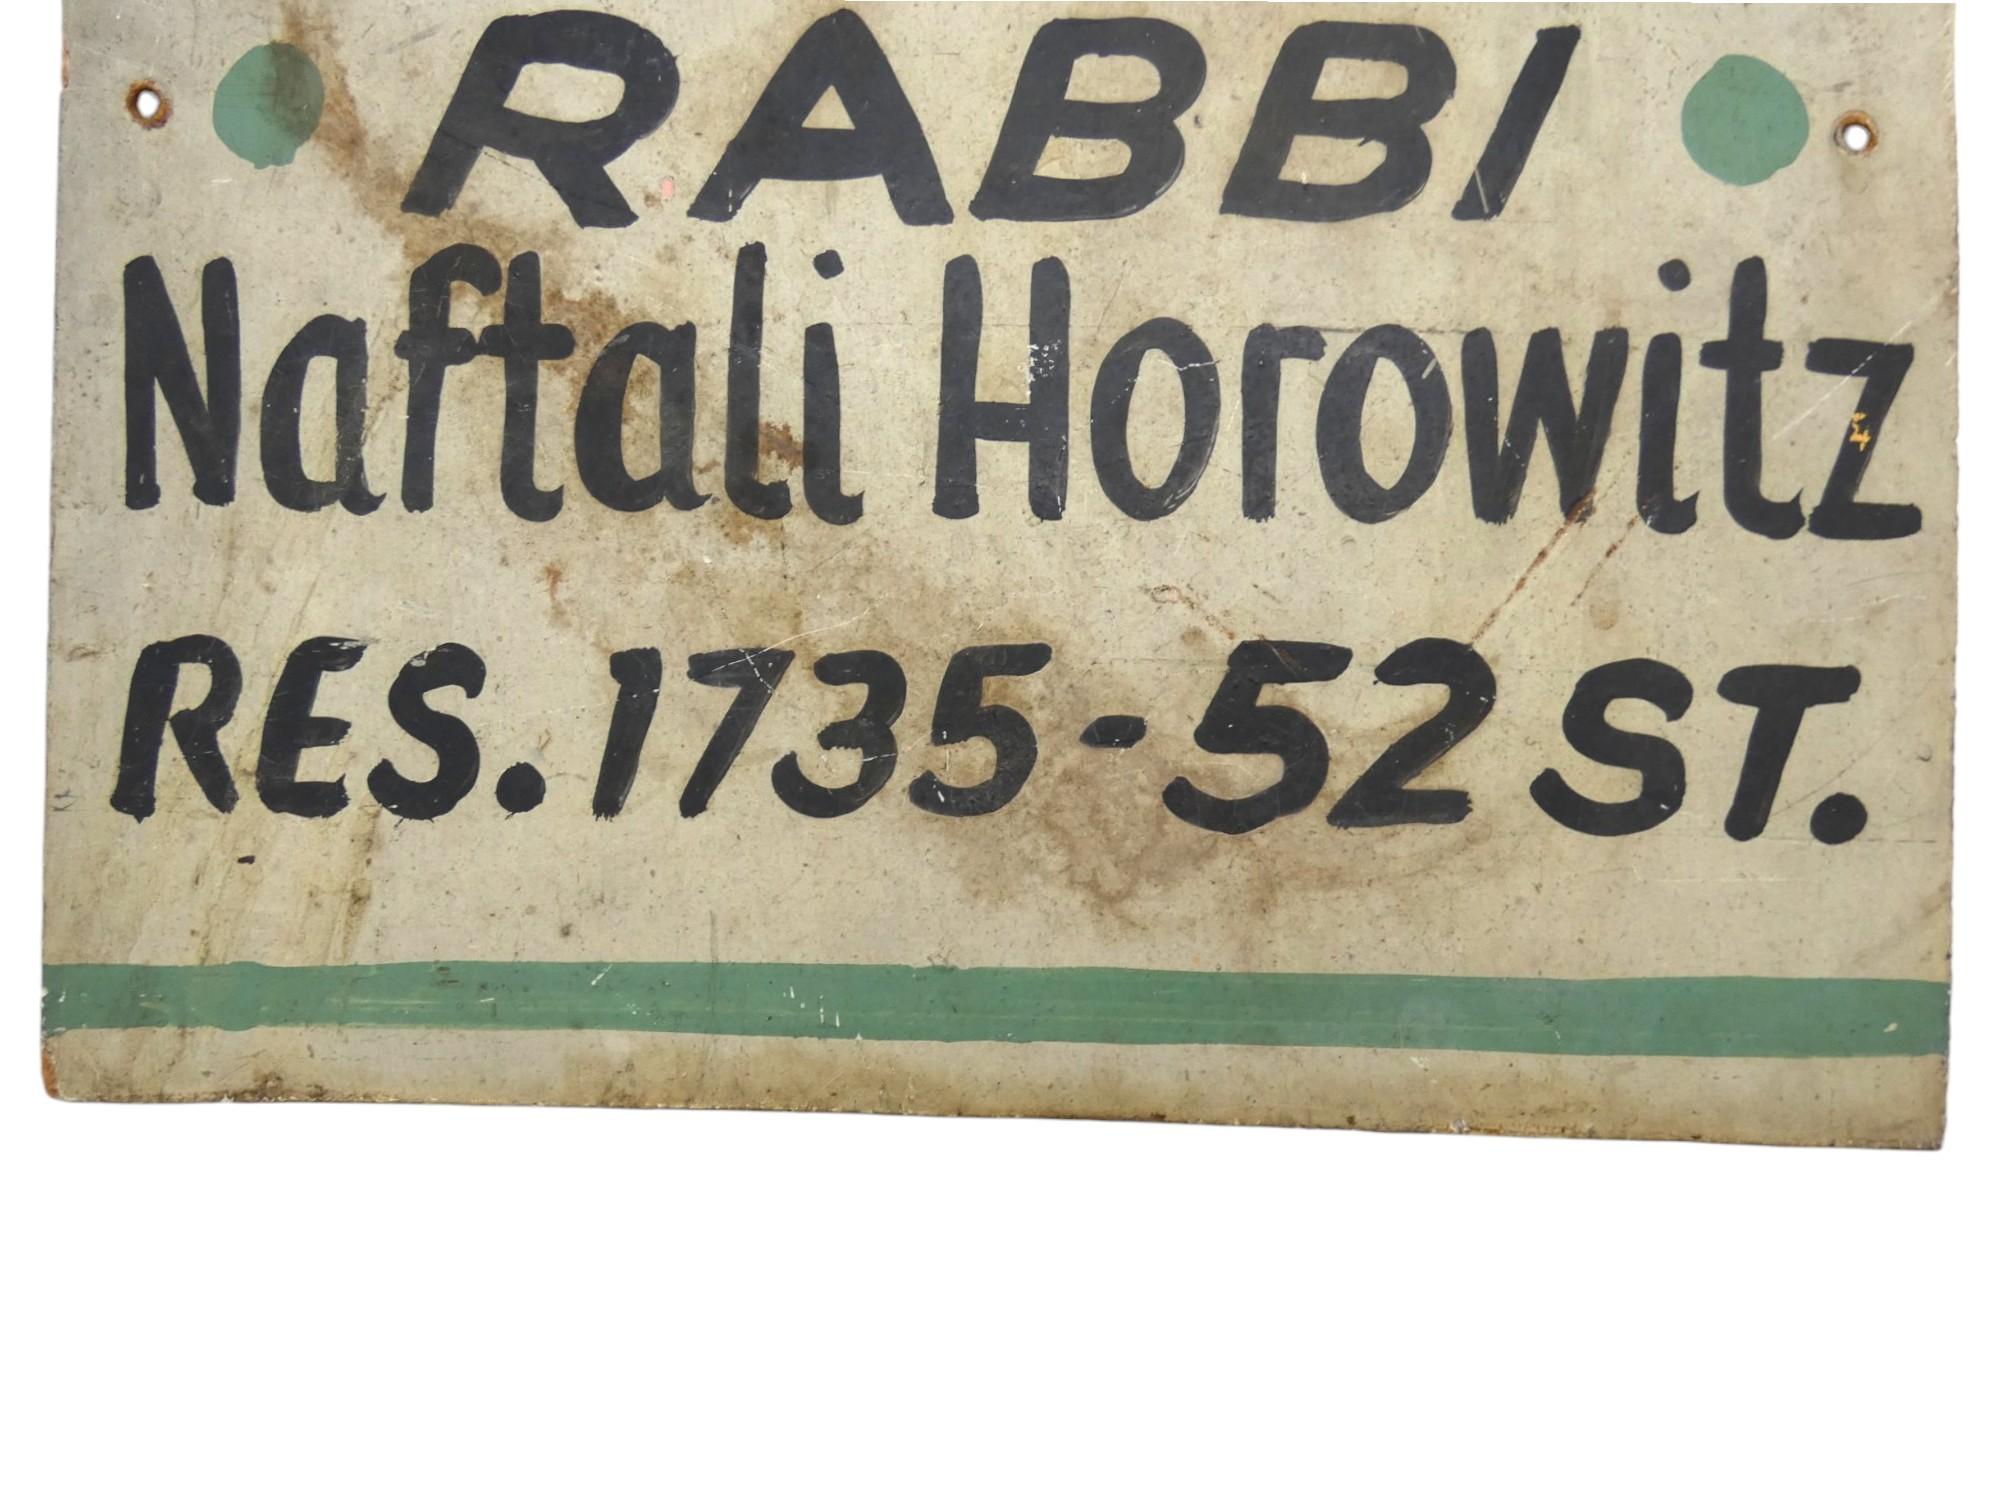 RABBI
Naftali Horowitz
RES. 1735-52 ST.